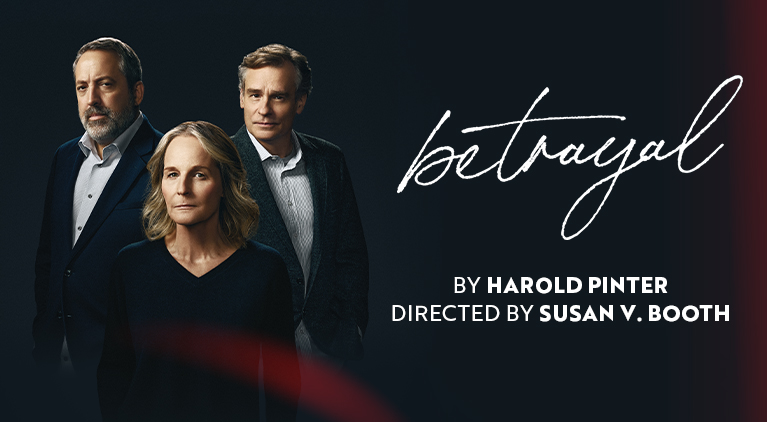 betrayal
BY HAROLD PINTER
DIRECTED BY SUSAN V. BOOTH